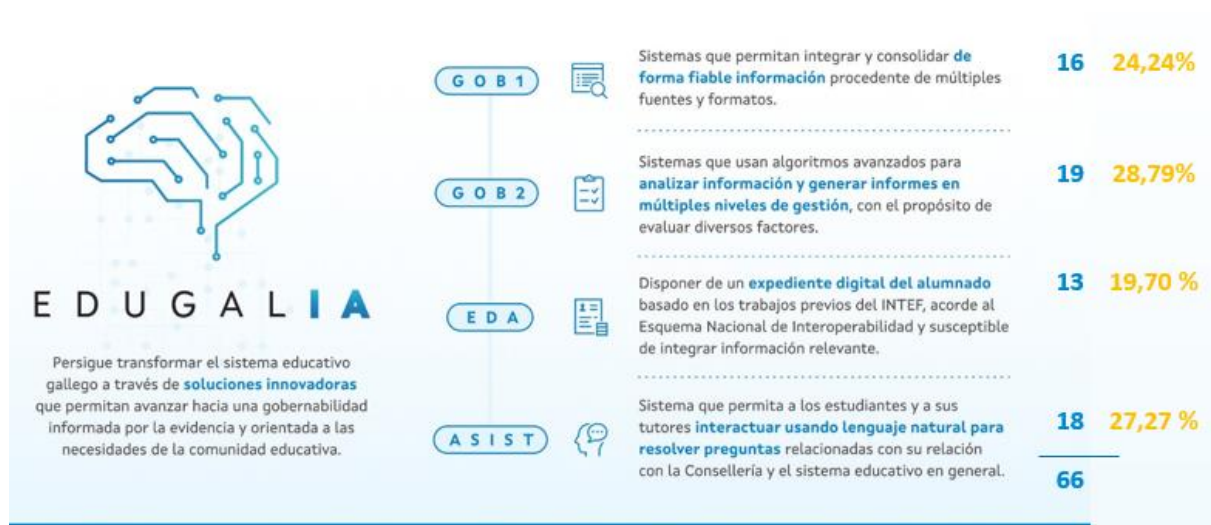 EDUGALIA
Persigue transformar el sistema educativo
gallego a través de soluciones innovadoras
que permitan avanzar hacia una gobernabilidad
informada por la evidencia y orientada a las
necesidades de la comunidad educativa.
GOB1
Sistemas que permitan integrar y consolidar de
forma fiable información procedente de múltiples
fuentes y formatos.
16 24,24%
GOB2
Sistemas que usan algoritmos avanzados para
analizar información y generar informes en
múltiples niveles de gestión, con el propósito de
evaluar diversos factores.
19 28,79%
EDA
Disponer de un expediente digital del alumnado
basado en los trabajos previos del INTEF, acorde al
Esquema Nacional de Interoperabilidad y susceptible
de integrar información relevante.
13 19,70 %
ASIST
Sistema que permita a los estudiantes y a sus
tutores interactuar usando lenguaje natural para
resolver preguntas relacionadas con su relación
con la Consellería y el sistema educativo en general.
18 27,27 %
66